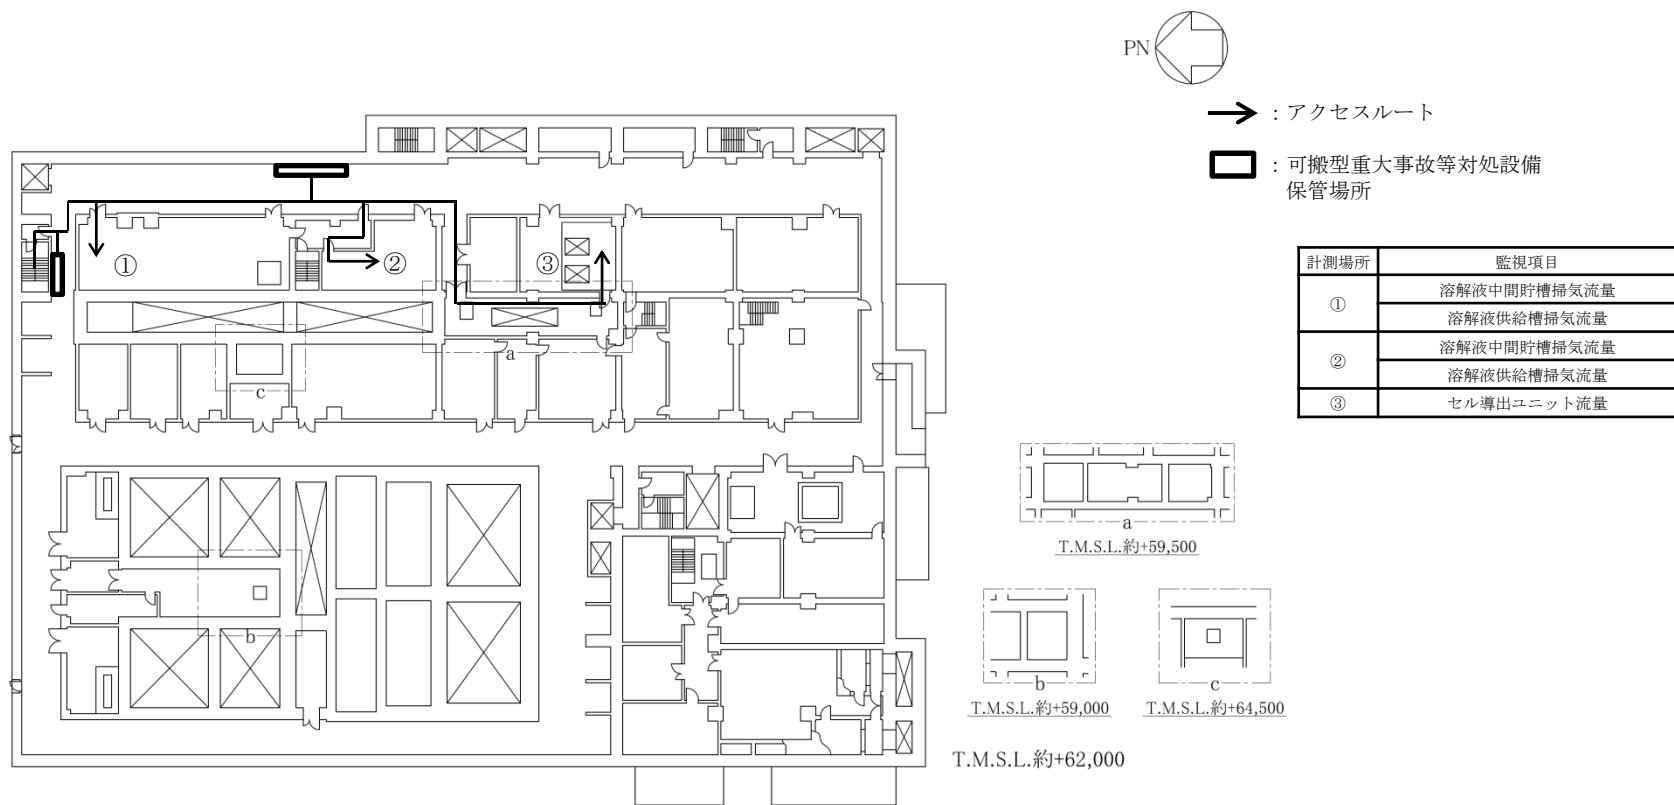 PN
：アクセスルート
：可搬型重大事故等対処設備
保管場所
①
②
③
a
c
b
計測場所 監視項目
① 溶解液中間貯槽掃気流量
溶解液供給槽掃気流量
② 溶解液中間貯槽掃気流量
溶解液供給槽掃気流量
③ セル導出ユニット流量
a
T.M.S.L.約+59,500
b
T.M.S.L.約+59,000
c
T.M.S.L.約+64,500
T.M.S.L.約+62,000